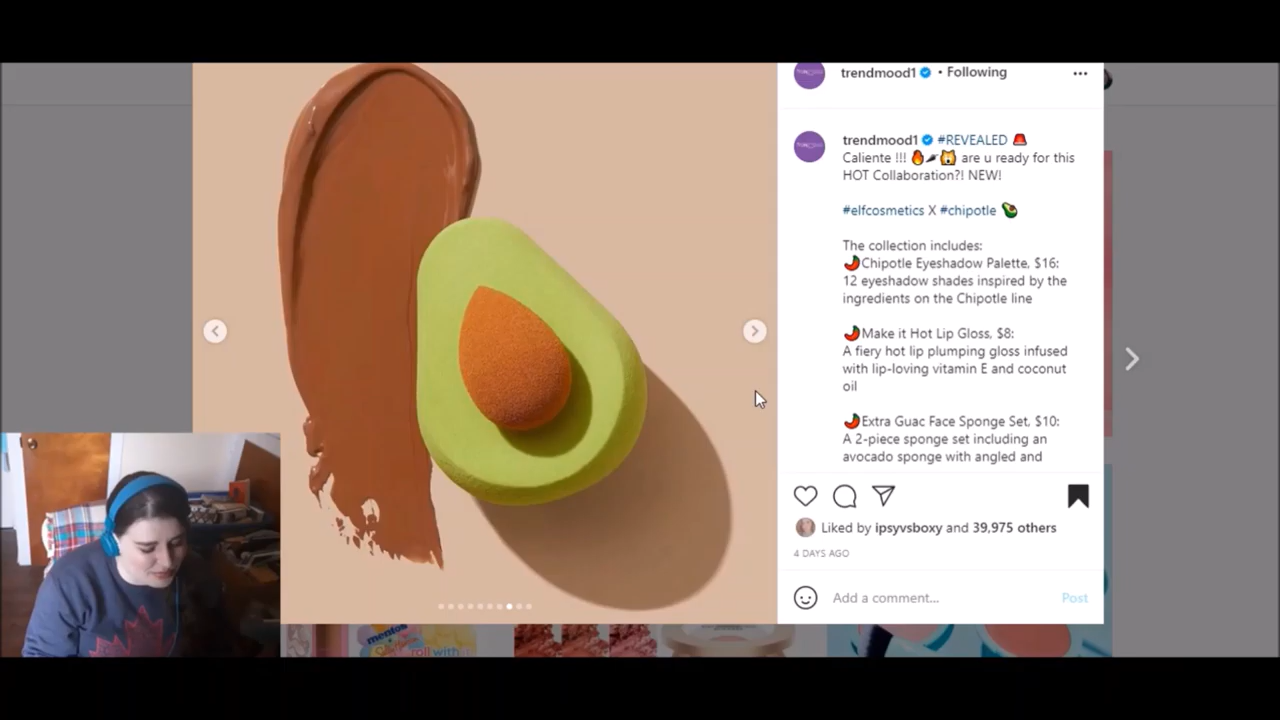 trendmood1 • Following
trendmood1 #REVEALED 🚨
Caliente !!! 🔥🌶🙀 are u ready for this
HOT Collaboration?! NEW!
#elfcosmetics X #chipotle 🥑
The collection includes:
🌶Chipotle Eyeshadow Palette, $16:
12 eyeshadow shades inspired by the
ingredients on the Chipotle line
🌶Make it Hot Lip Gloss, $8:
A fiery hot lip plumping gloss infused
with lip-loving vitamin E and coconut
oil
🌶Extra Guac Face Sponge Set, $10:
A 2-piece sponge set including an
avocado sponge with angled and
Liked by ipsyvsboxy and 39,975 others
4 DAYS AGO
Add a comment... Post
mentos
roll with